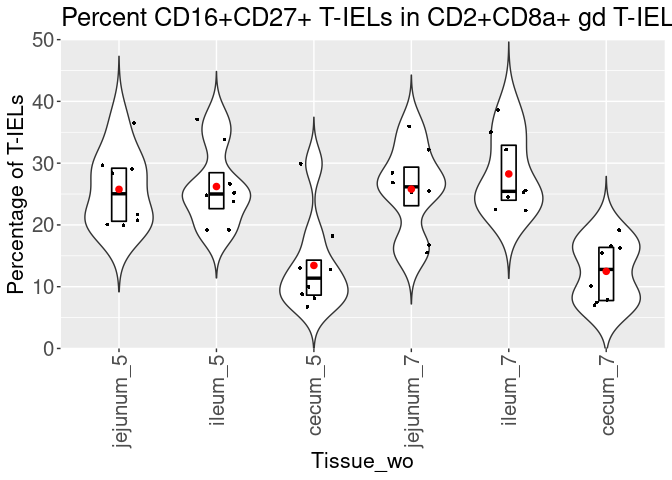 Percent CD16+CD27+ T-IELs in CD2+CD8a+ gd T-IEL
Percentage of T-IELs
50
40
30
20
10
0
jejunum_5
ileum_5
cecum_5
jejunum_7
ileum_7
cecum_7
Tissue_wo